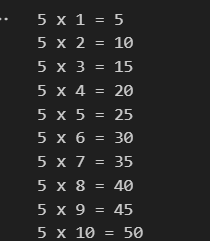 5 x 1 = 5
5 x 2 = 10
5 x 3 = 15
5 x 4 = 20
5 x 5 = 25
5 x 6 = 30
5 x 7 = 35
5 x 8 = 40
5 x 9 = 45
5 x 10 = 50